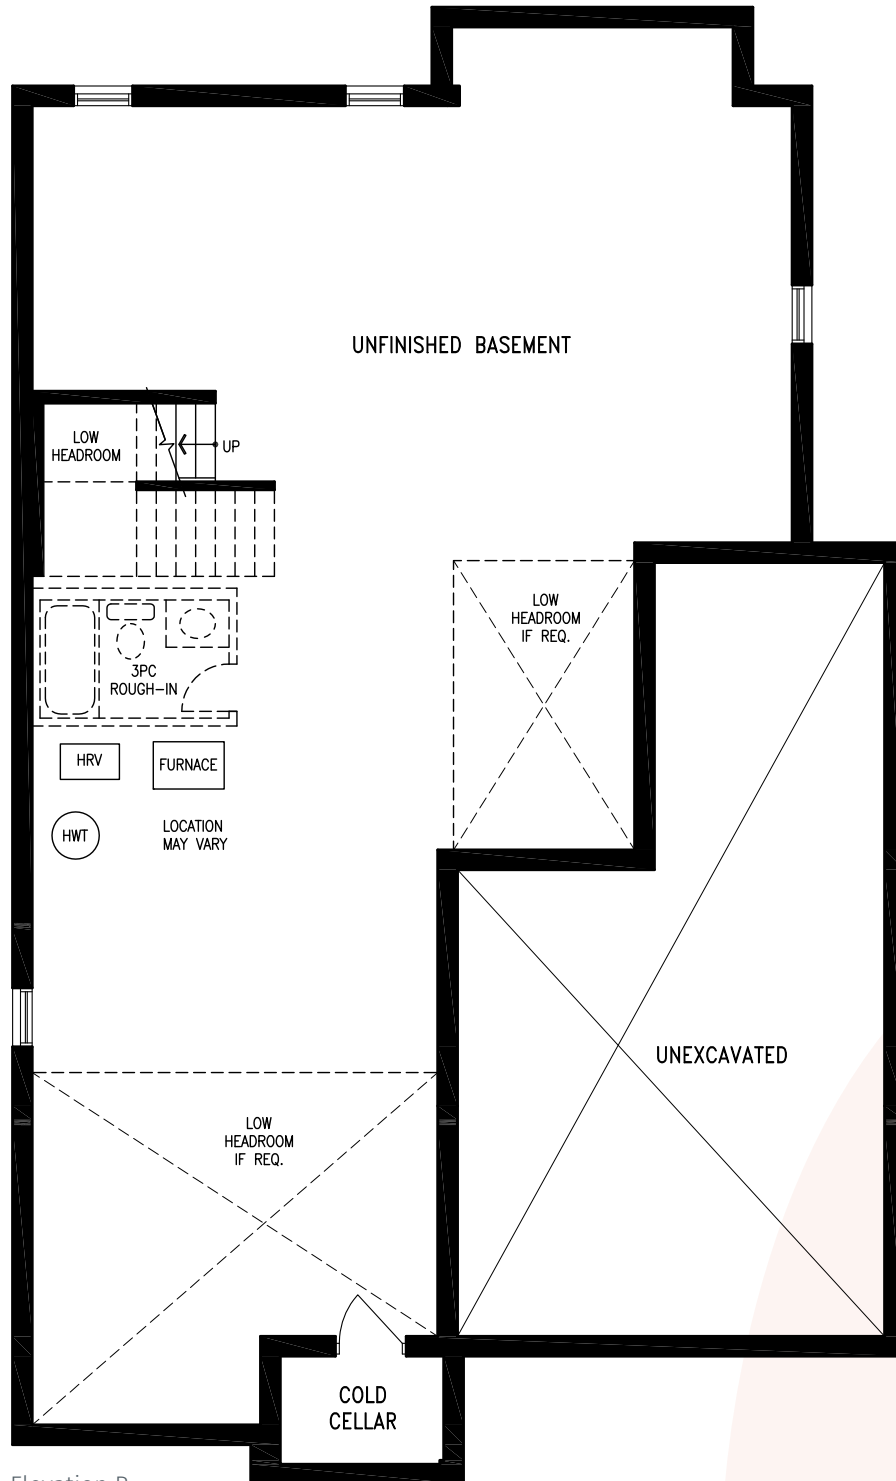 UNFINISHED BASEMENT
LOW
HEADROOM
UP
LOW
HEADROOM
IF REQ.
3PC
ROUGH-IN
HRV
FURNACE
HWT
LOCATION
MAY VARY
UNEXCAVATED
LOW
HEADROOM
IF REQ.
COLD
CELLAR
Elevation B